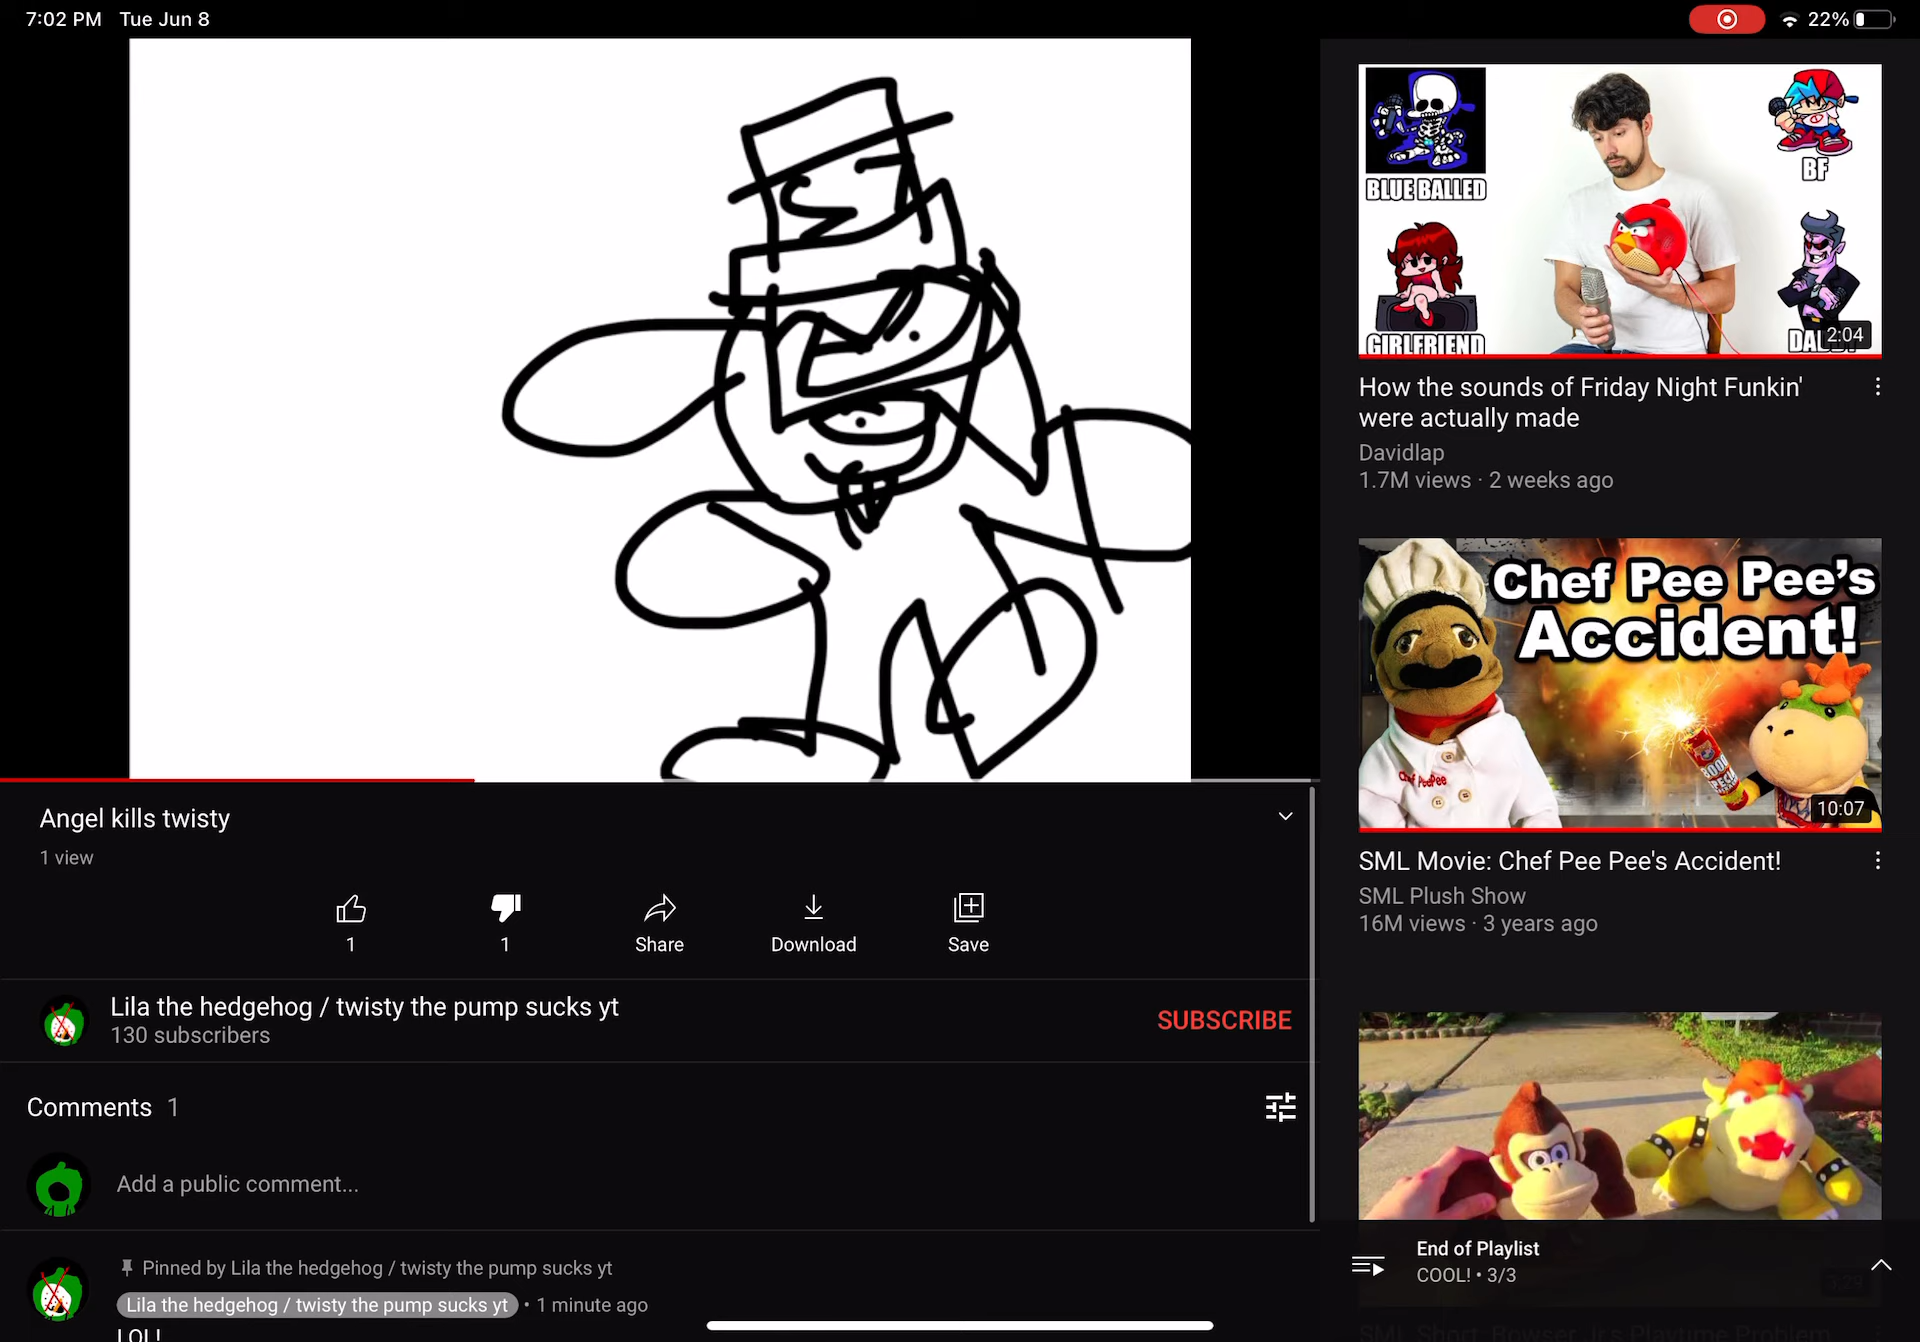 7:02 PM Tue Jun 8
22%
BLUE BALLED
BF
GIRLFRIEND
2:04
How the sounds of Friday Night Funkin'
were actually made
Davidlap
1.7M views · 2 weeks ago
Chef Pee Pee's
Accident!
Chef PeePee
10:07
SML Movie: Chef Pee Pee's Accident!
SML Plush Show
16M views · 3 years ago
Angel kills twisty
1 view
1
1
Share
Download
Save
Lila the hedgehog / twisty the pump sucks yt
130 subscribers
SUBSCRIBE
Comments 1
Add a public comment...
Pinned by Lila the hedgehog / twisty the pump sucks yt
Lila the hedgehog / twisty the pump sucks yt · 1 minute ago
LOL!
End of Playlist
COOL! • 3/3